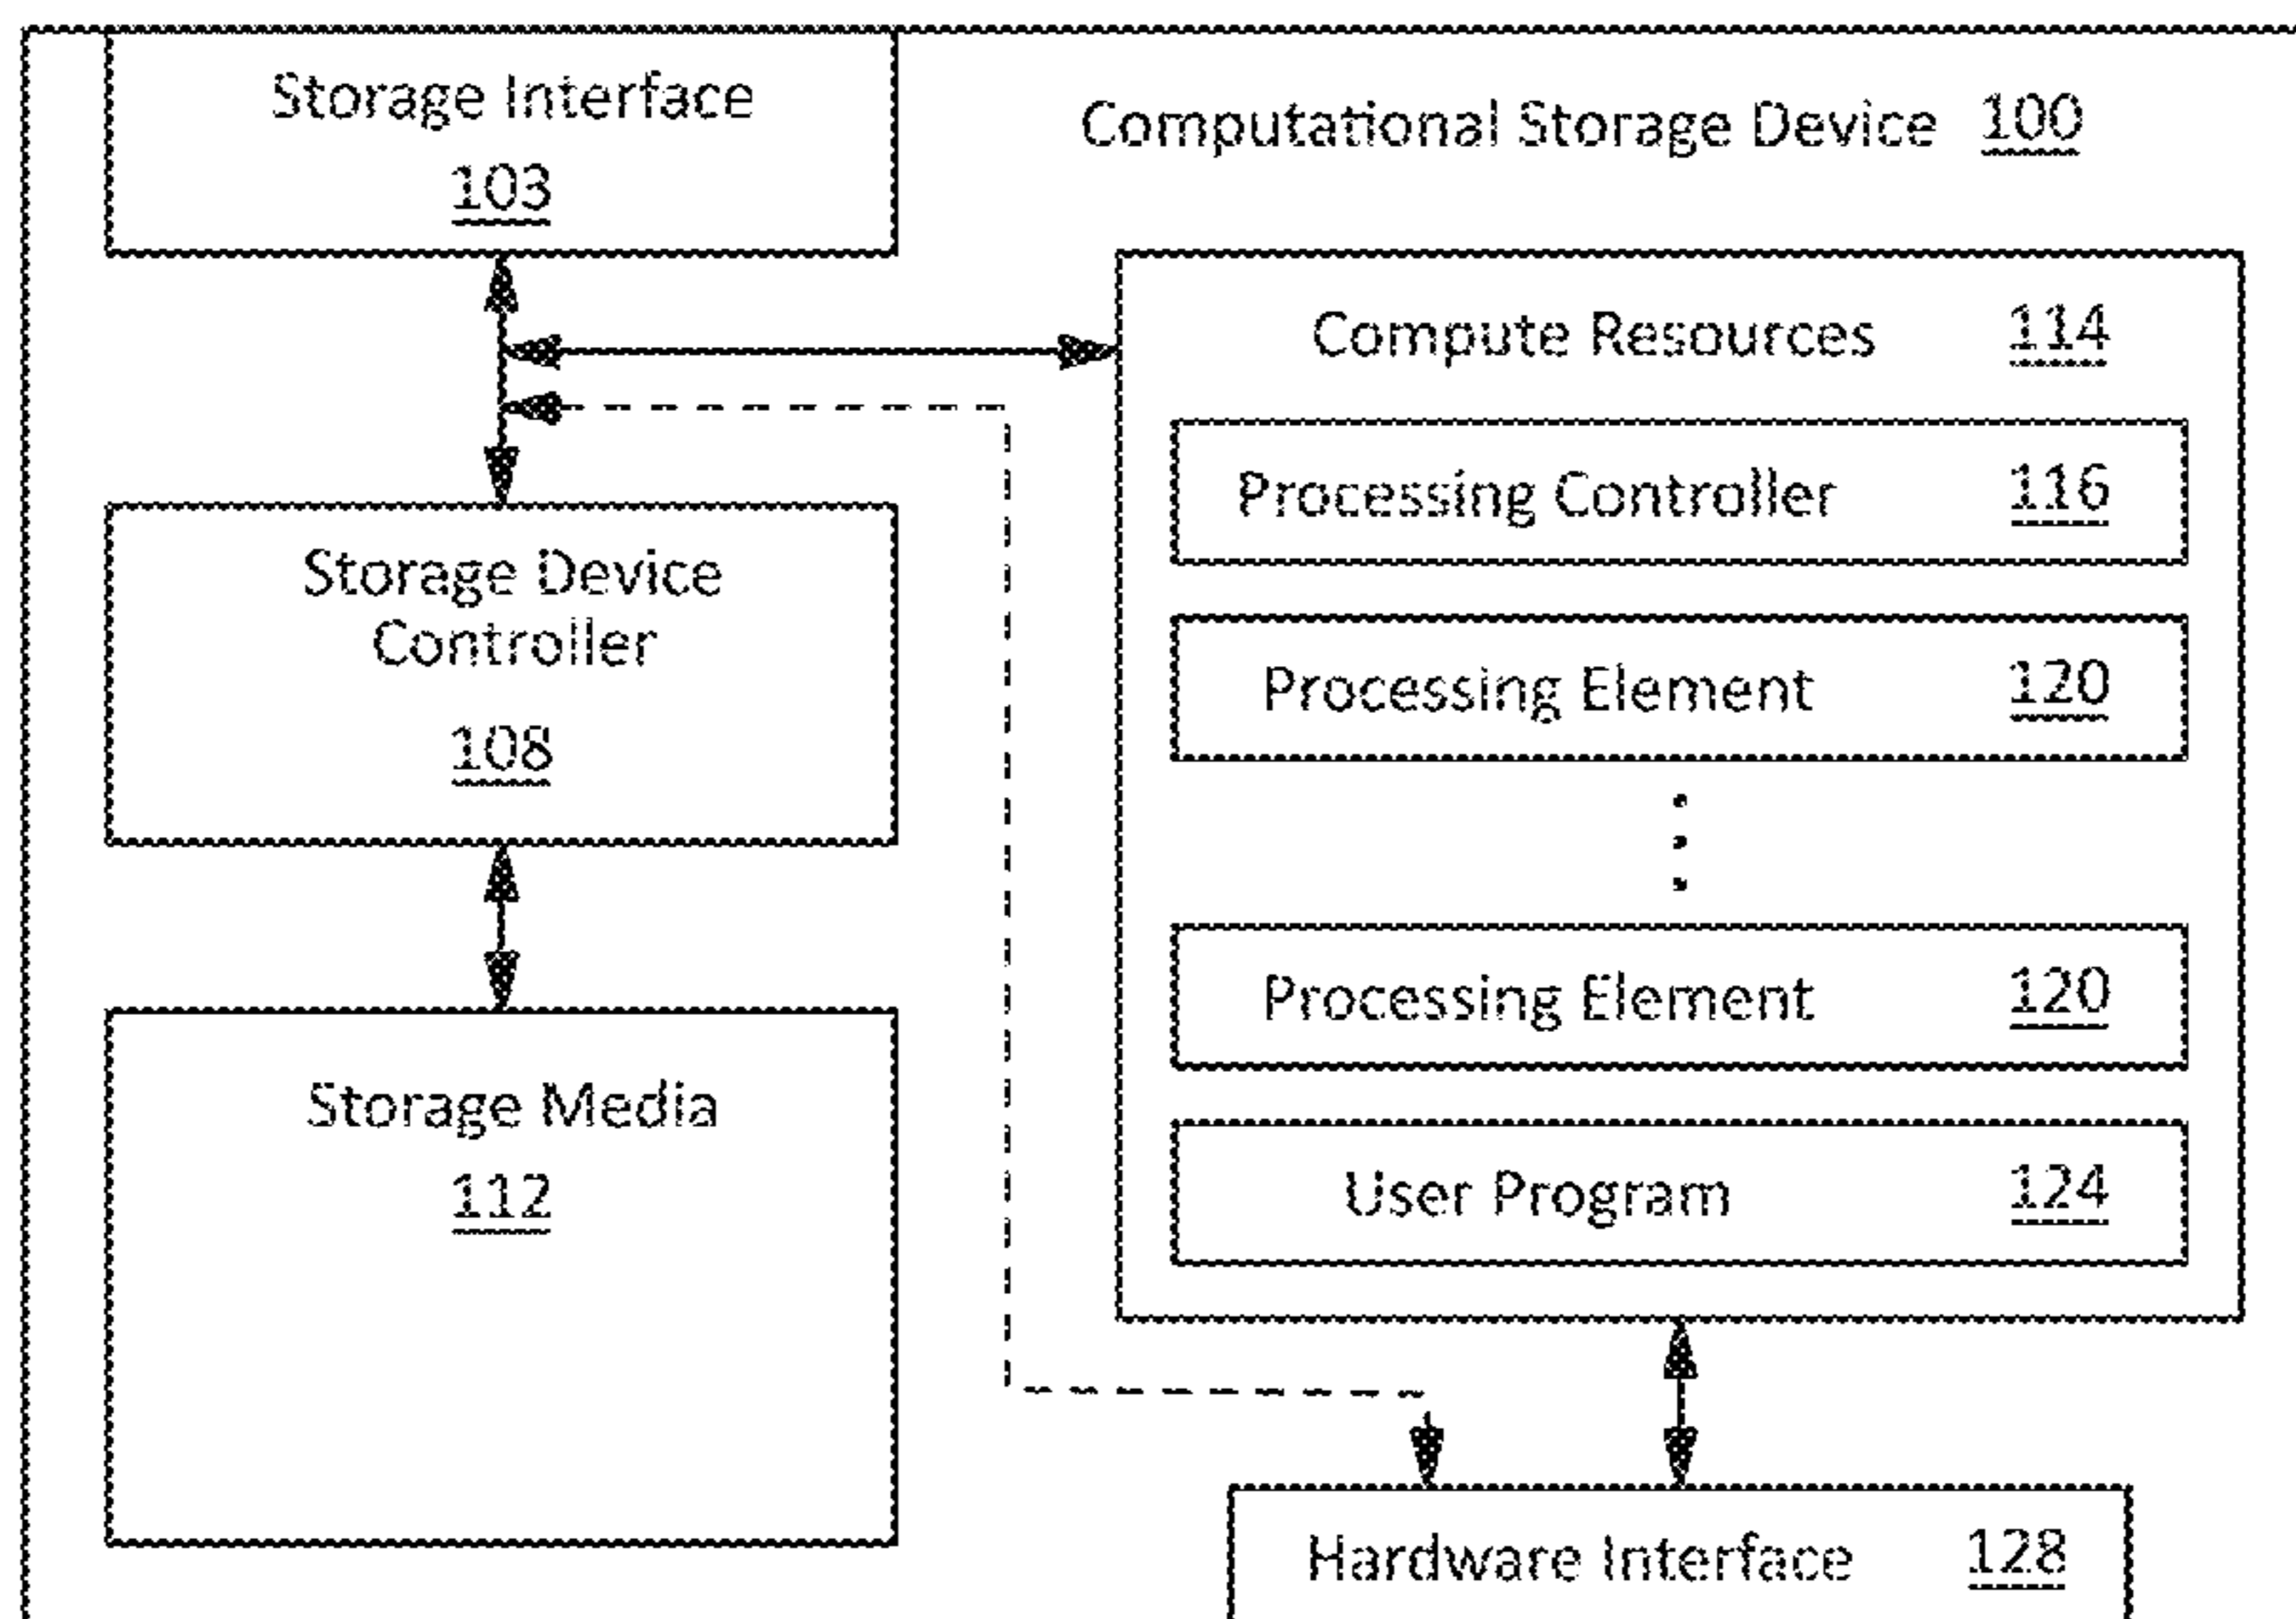 Storage Interface
103
Computational Storage Device 100
Compute Resources 114
Processing Controller 116
Storage Device
Controller
108
Processing Element 120
Processing Element 120
Storage Media
112
User Program 124
Hardware Interface 128